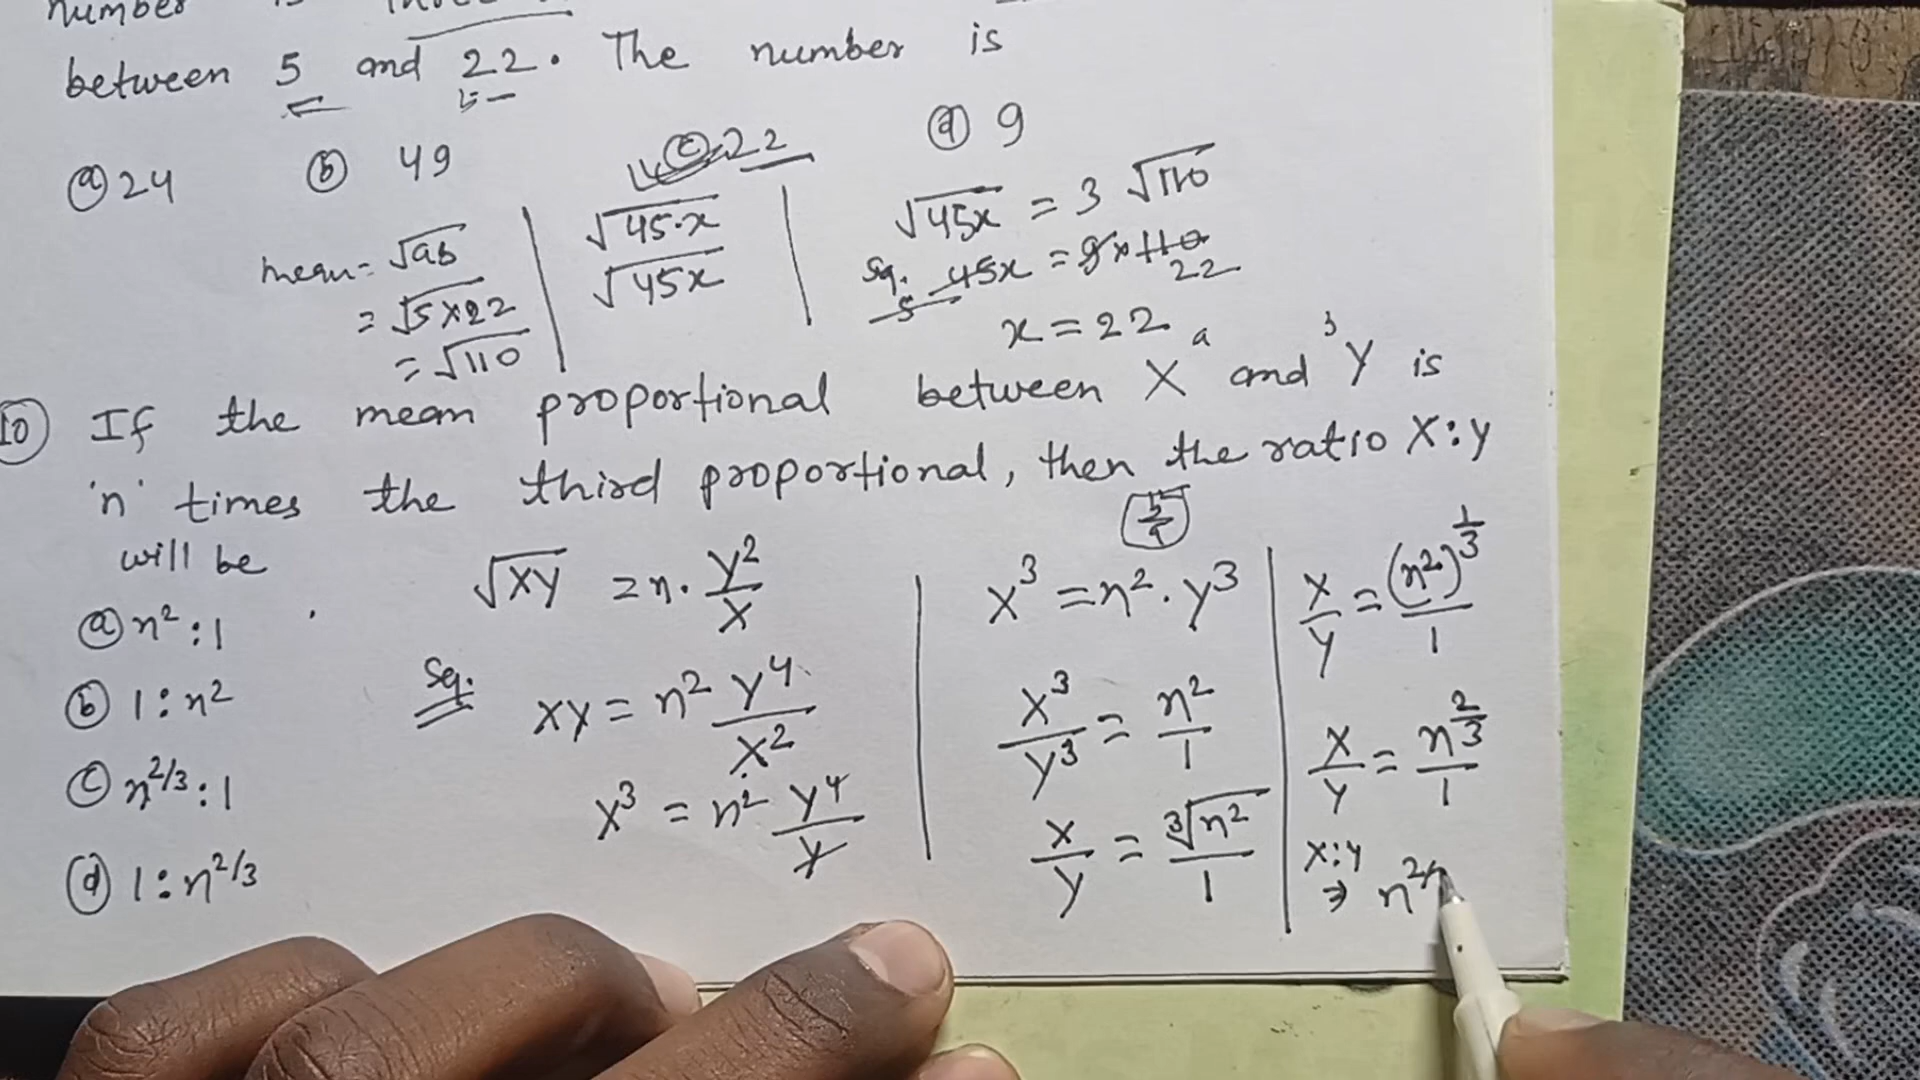 number is
between 5 and 22. The number is
ⓐ 24 ⓑ 49 ⓒ 22 ⓓ 9
mean = √ab
= √5×22
= √110
√45·x
√45x
√45x = 3 √110
Sq. 45x = 9×110
5 22
x = 22
⑩ If the mean proportional between X and Y is
'n' times the third proportional, then the ratio X:Y
will be
ⓐ n² : 1
ⓑ 1 : n²
ⓒ n^2/3 : 1
ⓓ 1 : n^2/3
√XY = n · Y²/X
Sq. XY = n² Y⁴/X²
X³ = n² Y⁴/Y
X³ = n² · Y³
X³/Y³ = n²/1
X/Y = ³√n²/1
X/Y = (n²)^1/3/1
X/Y = n^2/3/1
X:Y
⇒ n^2/